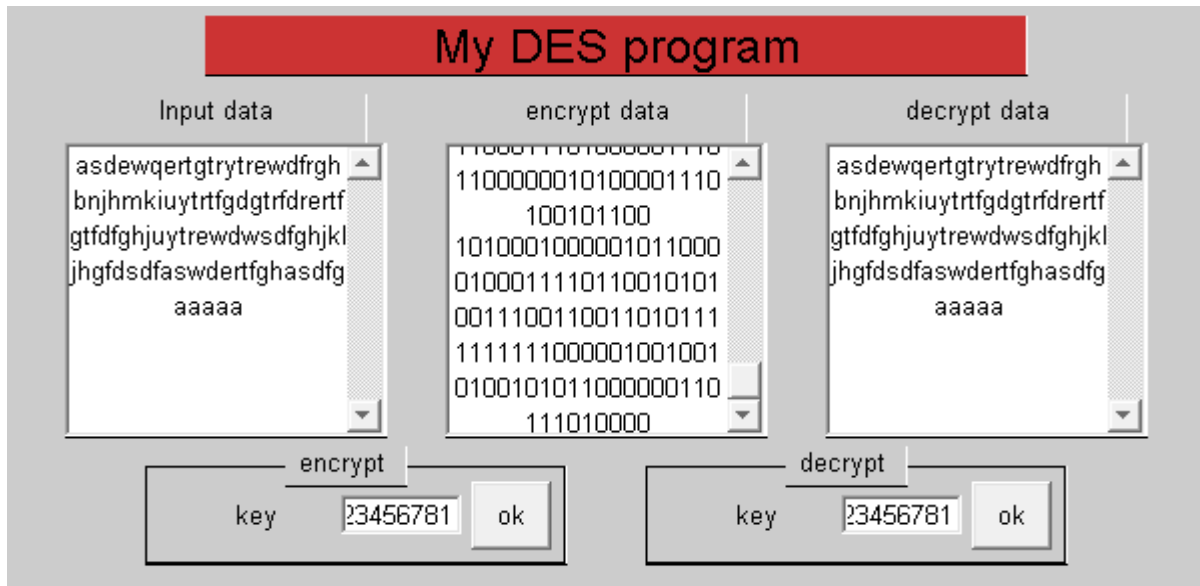 My DES program
Input data
asdewqertgtrytrewdfrgh
bnjhmkiuytrtfgdgtrfdrertf
gtfdfghjuytrewdwsdfghjkl
jhgfdsdfaswdertfghasdfg
aaaaa
encrypt data
1100000010100001110
100101100
1010001000001011000
0100011110110010101
0011100110011010111
1111111000001001001
0100101011000000110
111010000
decrypt data
asdewqertgtrytrewdfrgh
bnjhmkiuytrtfgdgtrfdrertf
gtfdfghjuytrewdwsdfghjkl
jhgfdsdfaswdertfghasdfg
aaaaa
encrypt
key 23456781 ok
decrypt
key 23456781 ok